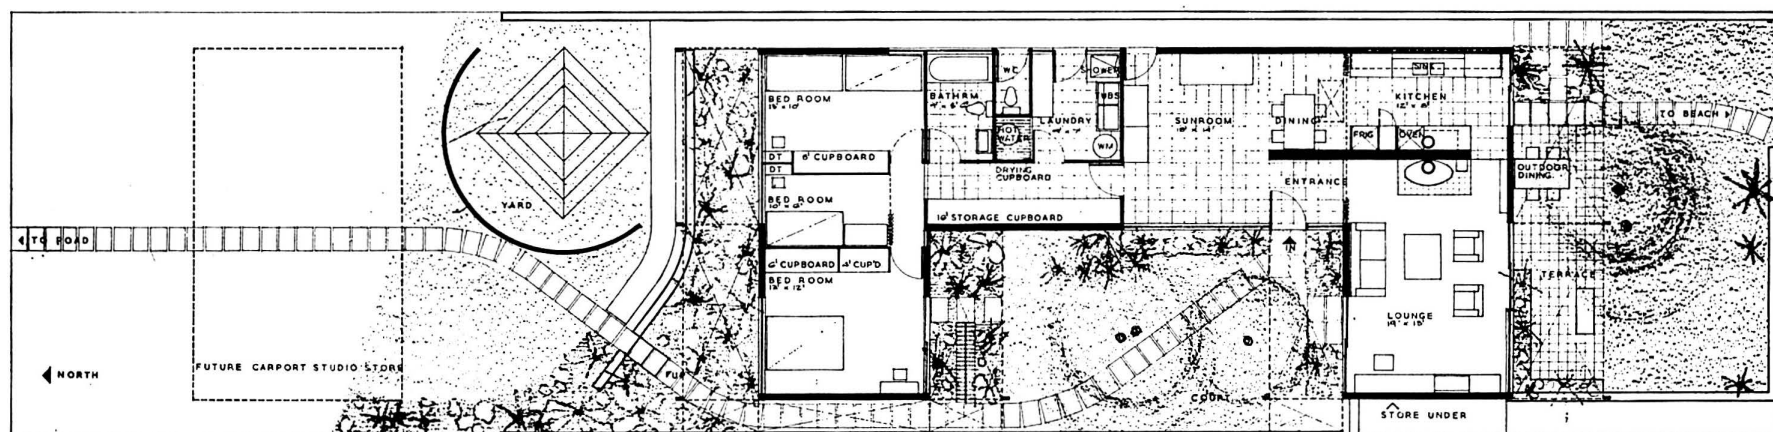 TO ROAD
NORTH
FUTURE CARPORT STUDIO STORE
YARD
BED ROOM
DT
8' CUPBOARD
DT
BED ROOM
6' CUPBOARD
4' CUP'D
BED ROOM
BATHRM
WC
HOT
WATER
LAUNDRY
SHOWER
TUBS
WM
DRYING
CUPBOARD
STORAGE CUPBOARD
SUNROOM
DINING
ENTRANCE
IN
COURT
SINK
KITCHEN
FRIG
OVEN
LOUNGE
STORE UNDER
OUTDOOR
DINING
TERRACE
TO BEACH